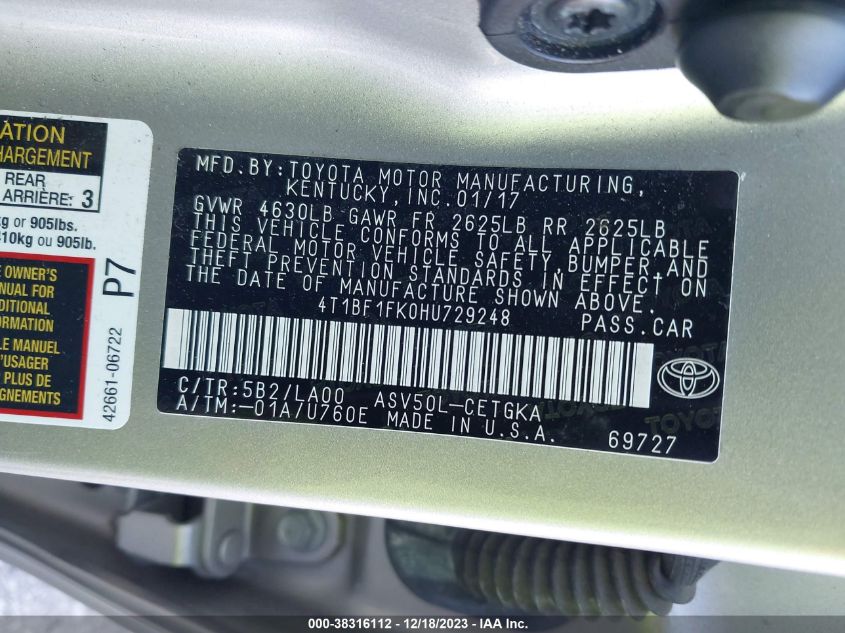 ATION
HARGEMENT
REAR
ARRIÈRE: 3
kg or 905lbs.
410kg ou 905lb.
OWNER'S
NUAL FOR
DITIONAL
ORMATION
LE MANUEL
'USAGER
PLUS DE
IGNEMENTS
P7
42661-06722
MFD.BY:TOYOTA MOTOR MANUFACTURING,
KENTUCKY, INC. 01/17
GVWR 4630LB GAWR FR 2625LB RR 2625LB
THIS VEHICLE CONFORMS TO ALL APPLICABLE
FEDERAL MOTOR VEHICLE SAFETY, BUMPER, AND
THEFT PREVENTION STANDARDS IN EFFECT ON
THE DATE OF MANUFACTURE SHOWN ABOVE.
4T1BF1FK0HU729248 PASS.CAR
C/TR:5B2/LA00 ASV50L-CETGKA
A/TM:-01A/U760E MADE IN U.S.A.
69727
000-38316112 - 12/18/2023 - IAA Inc.